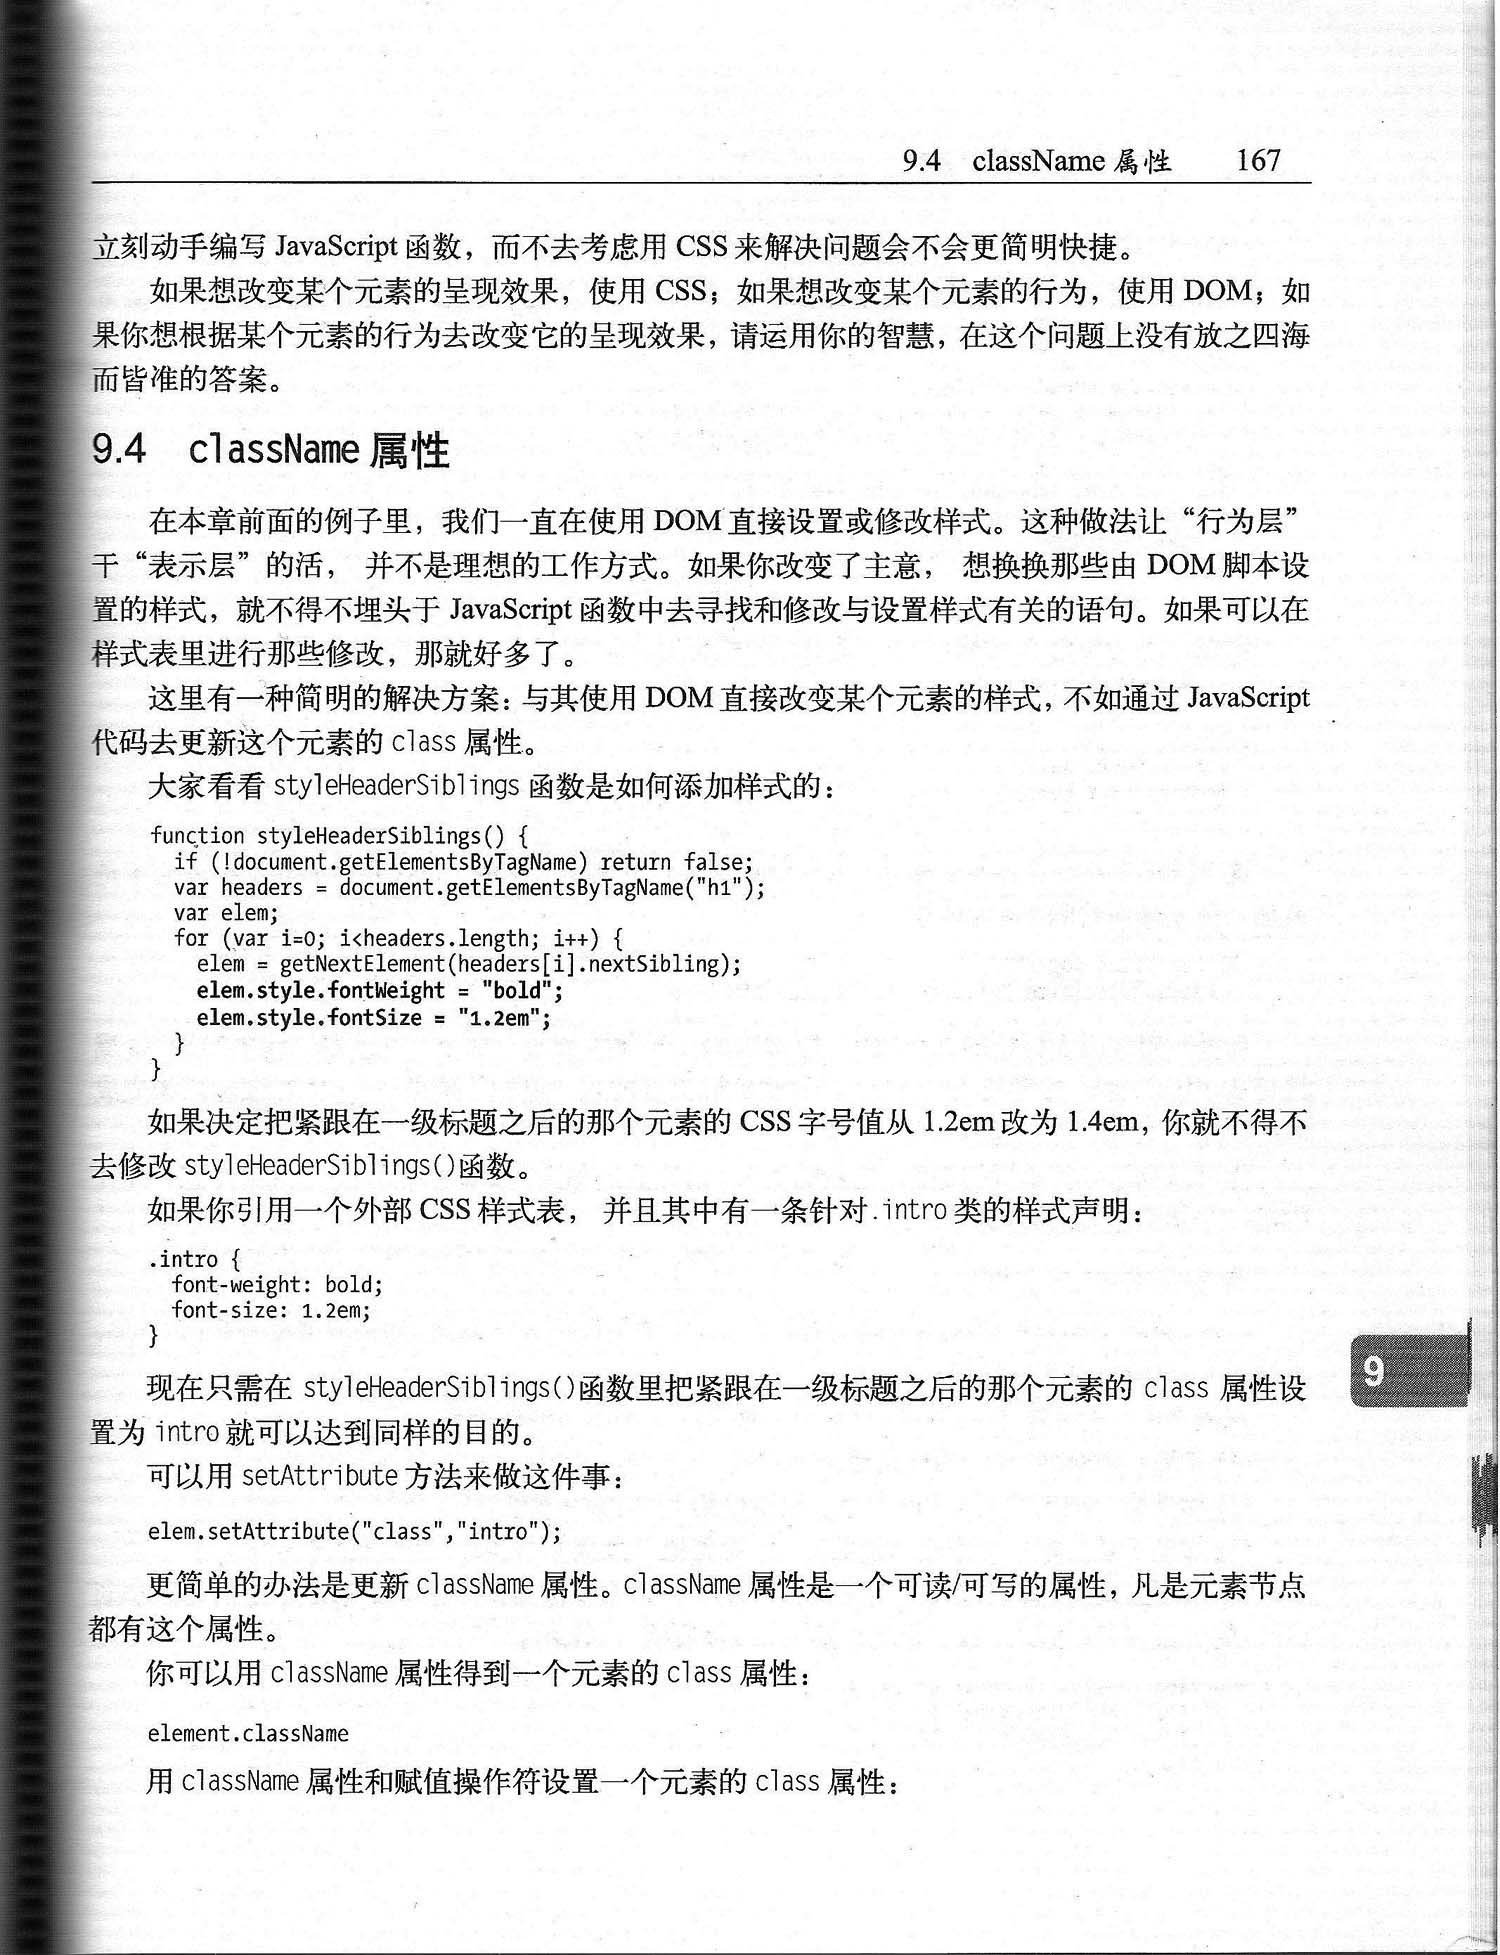 9.4 className 属性 167
立刻动手编写 JavaScript 函数，而不去考虑用 CSS 来解决问题会不会更简明快捷。
如果想改变某个元素的呈现效果，使用 CSS；如果想改变某个元素的行为，使用 DOM；如
果你想根据某个元素的行为去改变它的呈现效果，请运用你的智慧，在这个问题上没有放之四海
而皆准的答案。
9.4 className 属性
在本章前面的例子里，我们一直在使用 DOM 直接设置或修改样式。这种做法让“行为层”
干“表示层”的活， 并不是理想的工作方式。如果你改变了主意， 想换换那些由 DOM 脚本设
置的样式，就不得不埋头于 JavaScript 函数中去寻找和修改与设置样式有关的语句。如果可以在
样式表里进行那些修改，那就好多了。
这里有一种简明的解决方案：与其使用 DOM 直接改变某个元素的样式，不如通过 JavaScript
代码去更新这个元素的 class 属性。
大家看看 styleHeaderSiblings 函数是如何添加样式的：
function styleHeaderSiblings() {
  if (!document.getElementsByTagName) return false;
  var headers = document.getElementsByTagName("h1");
  var elem;
  for (var i=0; i<headers.length; i++) {
    elem = getNextElement(headers[i].nextSibling);
    elem.style.fontWeight = "bold";
    elem.style.fontSize = "1.2em";
  }
}
如果决定把紧跟在一级标题之后的那个元素的 CSS 字号值从 1.2em 改为 1.4em，你就不得不
去修改 styleHeaderSiblings()函数。
如果你引用一个外部 CSS 样式表， 并且其中有一条针对.intro 类的样式声明：
.intro {
  font-weight: bold;
  font-size: 1.2em;
}
现在只需在 styleHeaderSiblings()函数里把紧跟在一级标题之后的那个元素的 class 属性设
置为 intro 就可以达到同样的目的。
可以用 setAttribute 方法来做这件事：
elem.setAttribute("class","intro");
更简单的办法是更新 className 属性。className 属性是一个可读/可写的属性，凡是元素节点
都有这个属性。
你可以用 className 属性得到一个元素的 class 属性：
element.className
用 className 属性和赋值操作符设置一个元素的 class 属性：
9